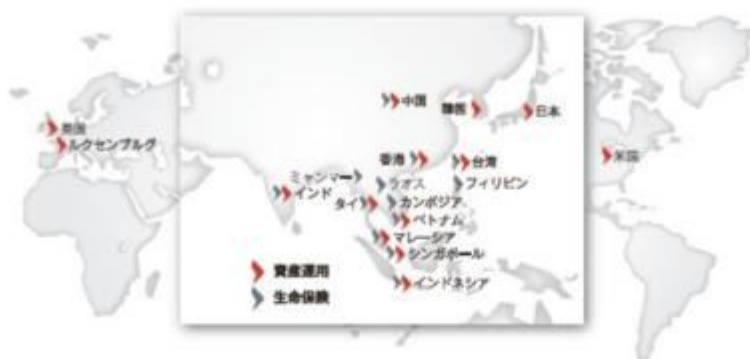 中国
韓国
日本
英国
ルクセンブルグ
香港
台湾
米国
ミャンマー
ラオス
フィリピン
インド
タイ
カンボジア
ベトナム
マレーシア
シンガポール
資産運用
生命保険
インドネシア